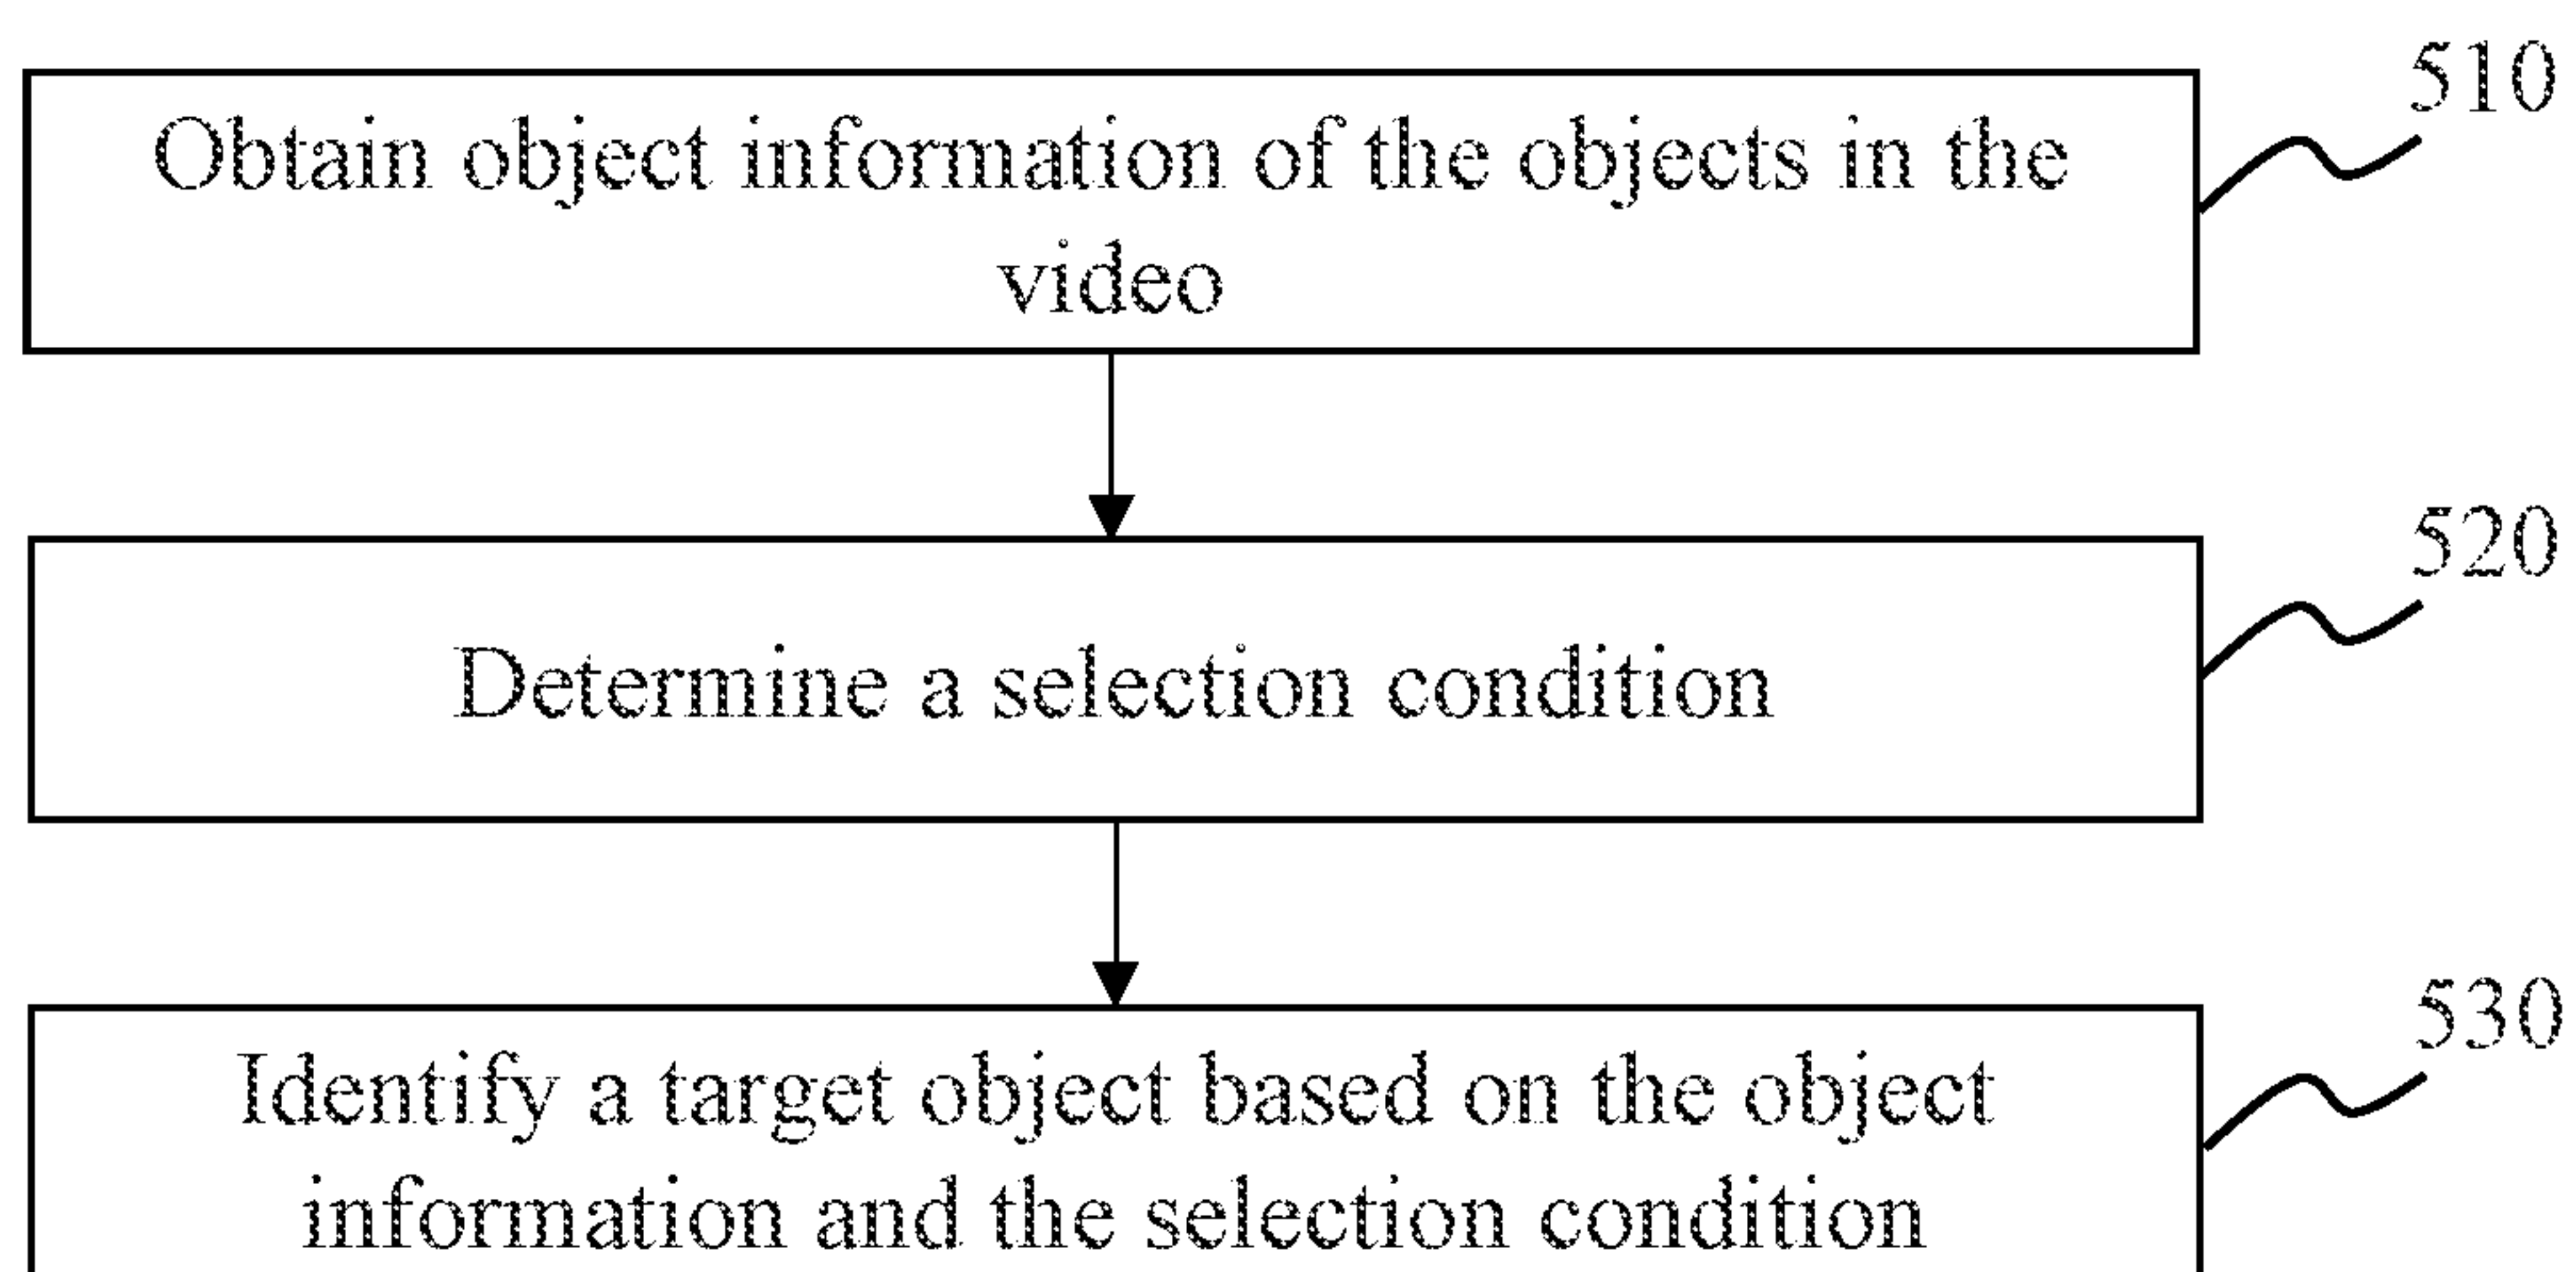 510
Obtain object information of the objects in the
video
520
Determine a selection condition
530
Identify a target object based on the object
information and the selection condition